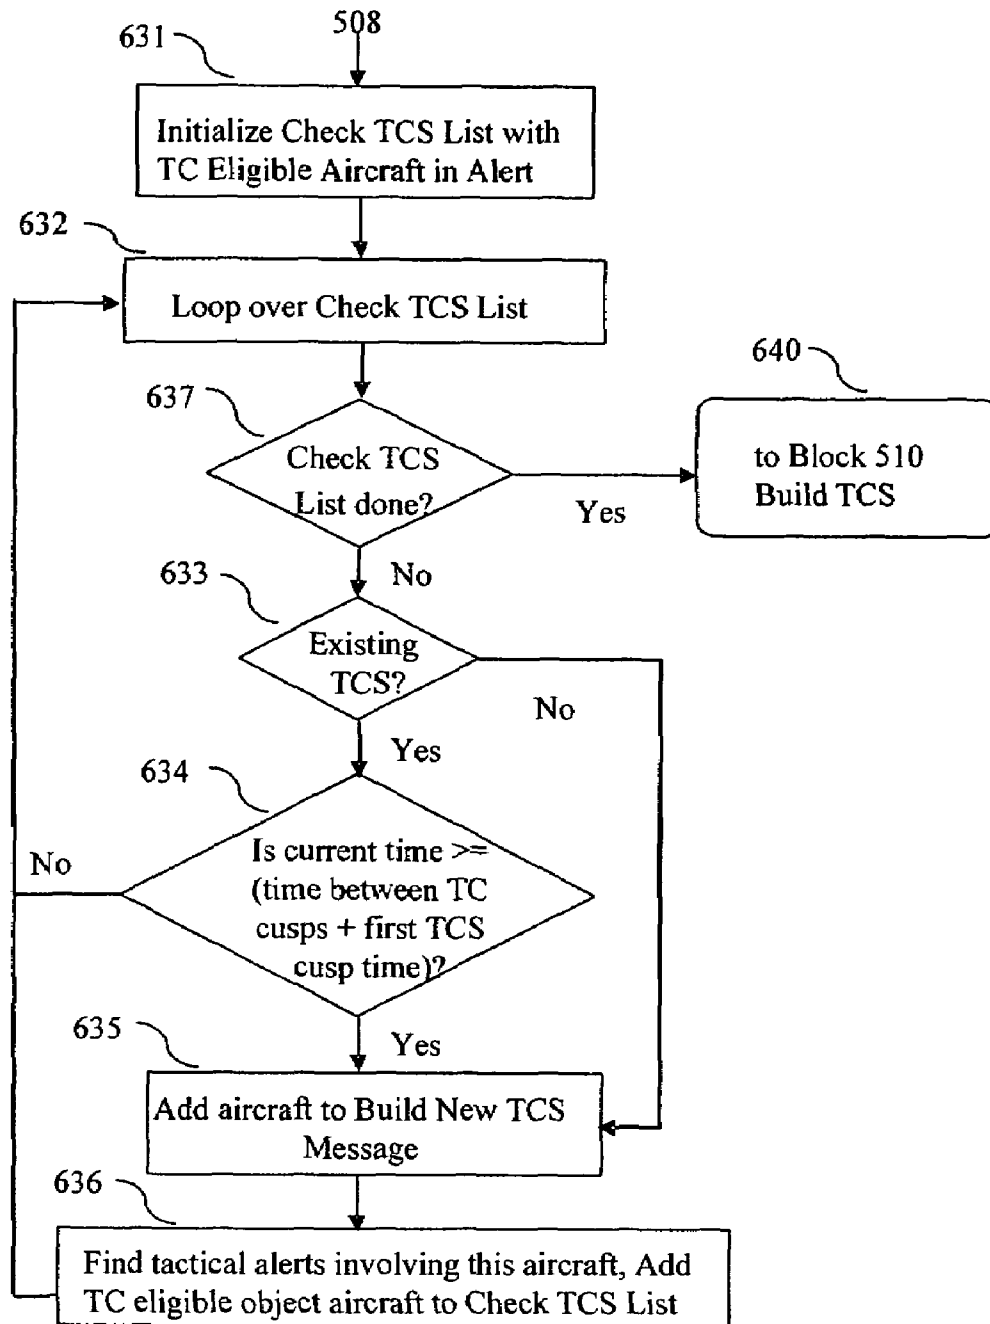 508
631
Initialize Check TCS List with
TC Eligible Aircraft in Alert
632
Loop over Check TCS List
640
637
Check TCS
List done?
to Block 510
Build TCS
Yes
No
633
Existing
TCS?
No
Yes
634
No
Is current time >=
(time between TC
cusps + first TCS
cusp time)?
635
Yes
Add aircraft to Build New TCS
Message
636
Find tactical alerts involving this aircraft, Add
TC eligible object aircraft to Check TCS List